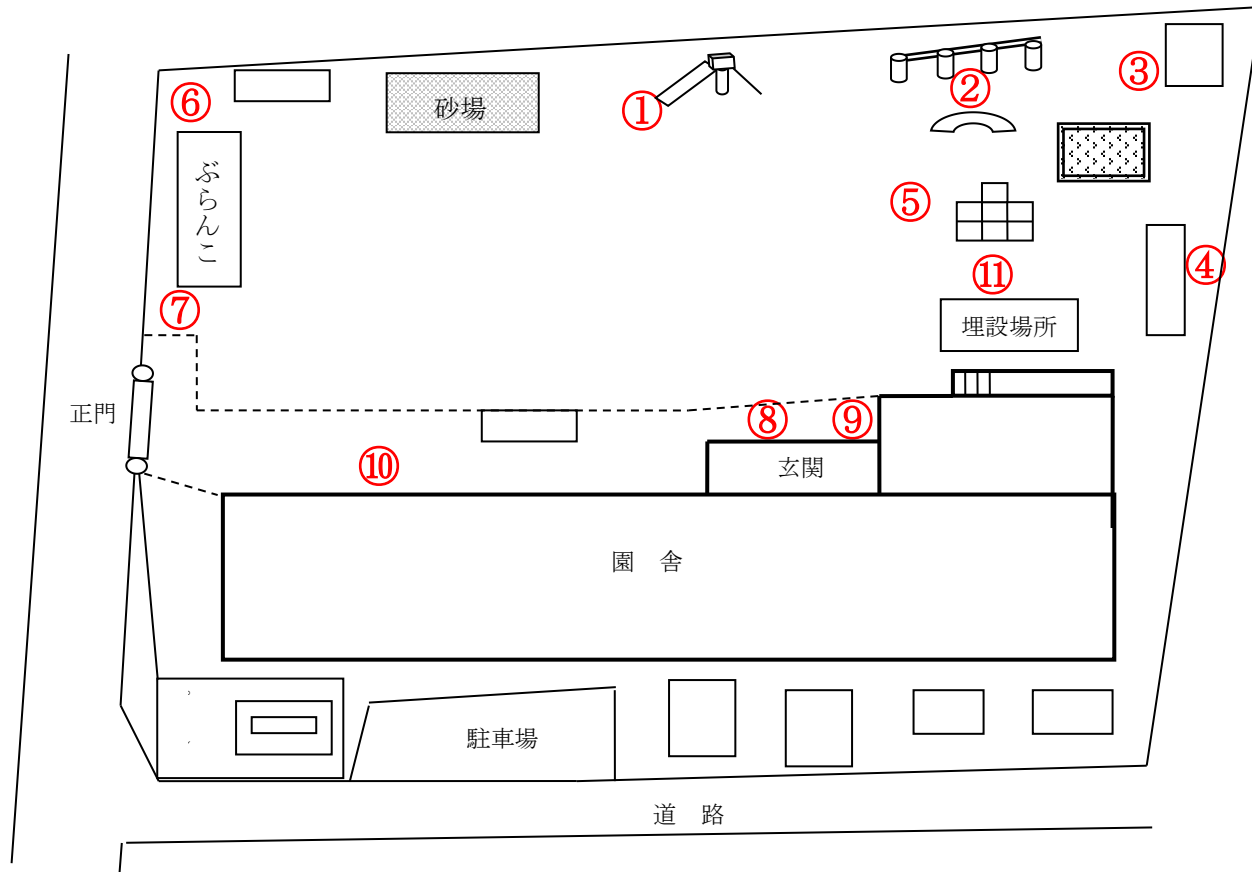 ③
②
⑥
砂場
①
ぶらんこ
⑤
④
⑪
⑦
埋設場所
正門
⑧
⑨
⑩
玄関
園　舎
駐車場
道　路